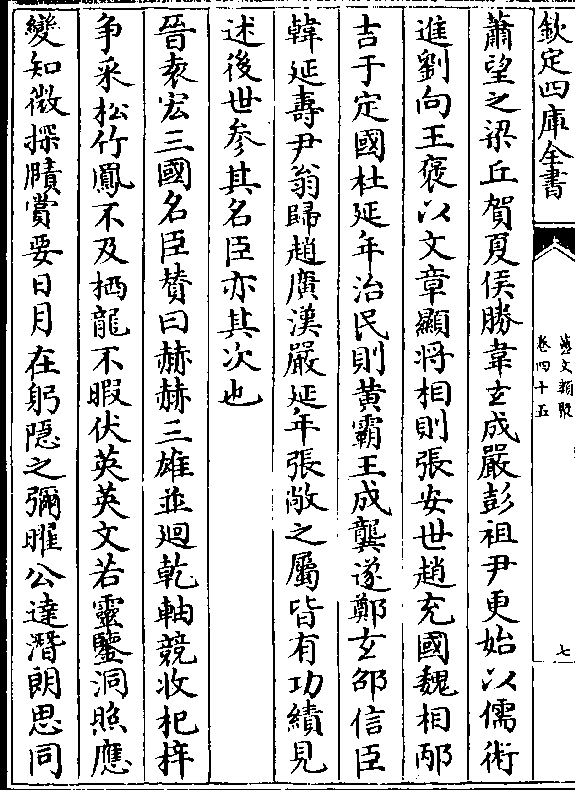 欽定四庫全書
藝文類聚
卷四十五
七
蕭望之梁丘賀夏侯勝韋玄成嚴彭祖尹更始以儒術
進劉向王襃以文章顯将相則張安世趙充國魏相邴
吉于定國杜延年治民則黄霸王成龔遂鄭玄邵信臣
韓延壽尹翁歸趙廣漢嚴延年張敞之屬皆有功績見
述後世參其名臣亦其次也
晉袁宏三國名臣賛曰赫赫三雄並廻乾軸競收杞梓
争采松竹鳳不及栖龍不暇伏英英文若靈鑒洞照應
變知微探賾賞要日月在躬隠之彌曜公達潛朗思同